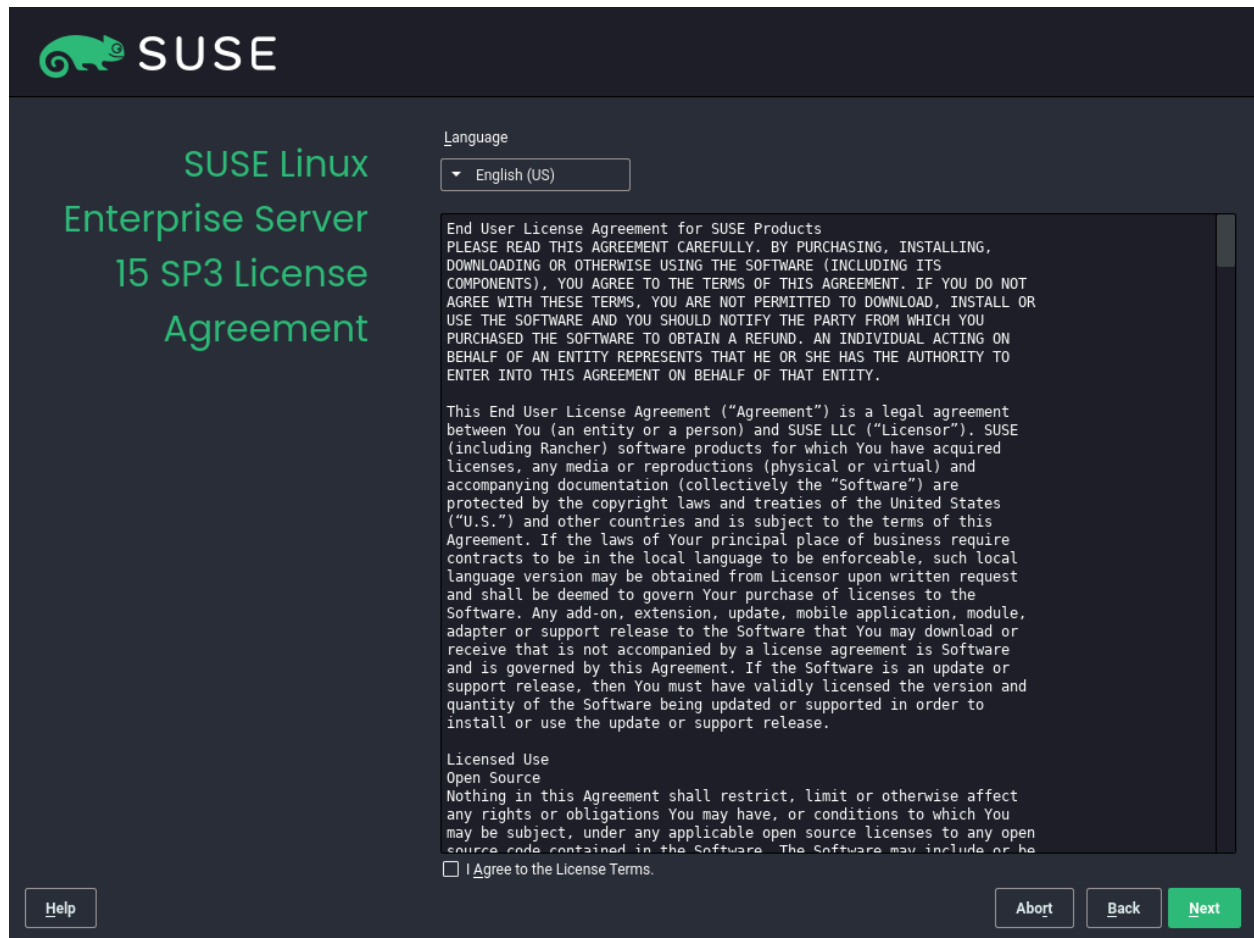 SUSE
SUSE Linux
Enterprise Server
15 SP3 License
Agreement
Language
English (US)
End User License Agreement for SUSE Products
PLEASE READ THIS AGREEMENT CAREFULLY. BY PURCHASING, INSTALLING,
DOWNLOADING OR OTHERWISE USING THE SOFTWARE (INCLUDING ITS
COMPONENTS), YOU AGREE TO THE TERMS OF THIS AGREEMENT. IF YOU DO NOT
AGREE WITH THESE TERMS, YOU ARE NOT PERMITTED TO DOWNLOAD, INSTALL OR
USE THE SOFTWARE AND YOU SHOULD NOTIFY THE PARTY FROM WHICH YOU
PURCHASED THE SOFTWARE TO OBTAIN A REFUND. AN INDIVIDUAL ACTING ON
BEHALF OF AN ENTITY REPRESENTS THAT HE OR SHE HAS THE AUTHORITY TO
ENTER INTO THIS AGREEMENT ON BEHALF OF THAT ENTITY.
This End User License Agreement (“Agreement”) is a legal agreement
between You (an entity or a person) and SUSE LLC (“Licensor”). SUSE
(including Rancher) software products for which You have acquired
licenses, any media or reproductions (physical or virtual) and
accompanying documentation (collectively the “Software”) are
protected by the copyright laws and treaties of the United States
(“U.S.”) and other countries and is subject to the terms of this
Agreement. If the laws of Your principal place of business require
contracts to be in the local language to be enforceable, such local
language version may be obtained from Licensor upon written request
and shall be deemed to govern Your purchase of licenses to the
Software. Any add-on, extension, update, mobile application, module,
adapter or support release to the Software that You may download or
receive that is not accompanied by a license agreement is Software
and is governed by this Agreement. If the Software is an update or
support release, then You must have validly licensed the version and
quantity of the Software being updated or supported in order to
install or use the update or support release.
Licensed Use
Open Source
Nothing in this Agreement shall restrict, limit or otherwise affect
any rights or obligations You may have, or conditions to which You
may be subject, under any applicable open source licenses to any open
source code contained in the Software. The Software may include or be
I Agree to the License Terms.
Help
Abort
Back
Next